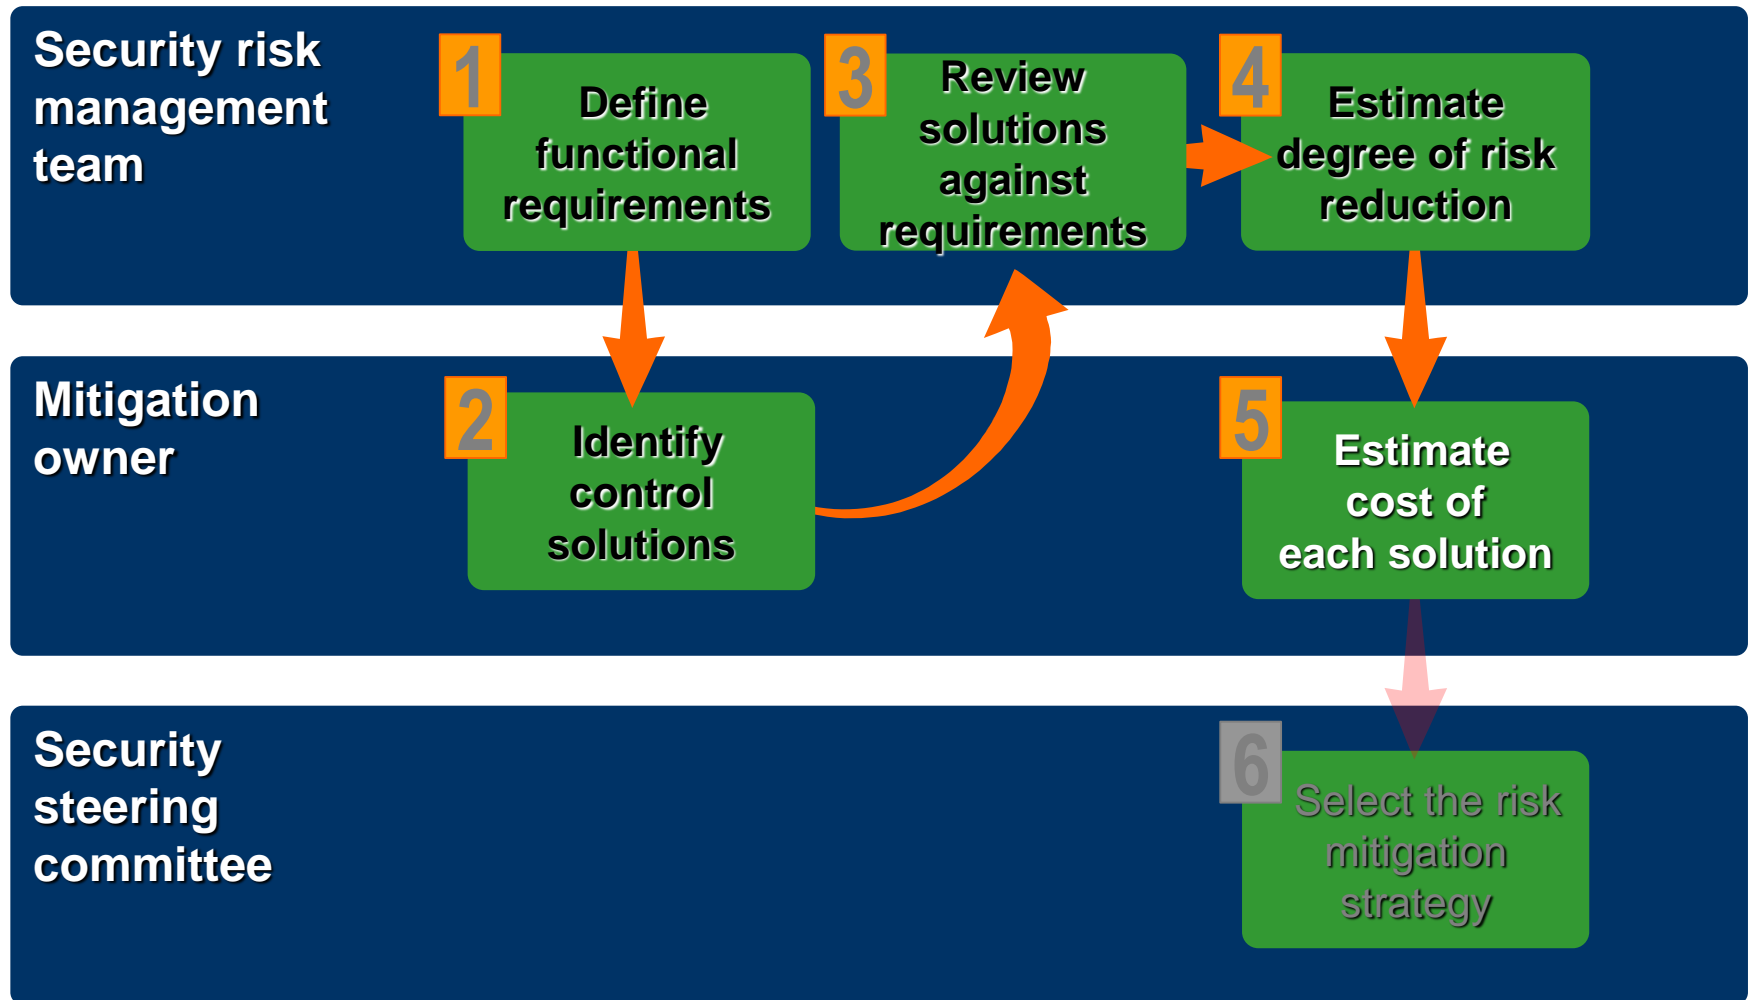 Security risk
management
team
1
Define
functional
requirements
3
Review
solutions
against
requirements
4
Estimate
degree of risk
reduction
Mitigation
owner
2
Identify
control
solutions
5
Estimate
cost of
each solution
Security
steering
committee
6
Select the risk
mitigation
strategy